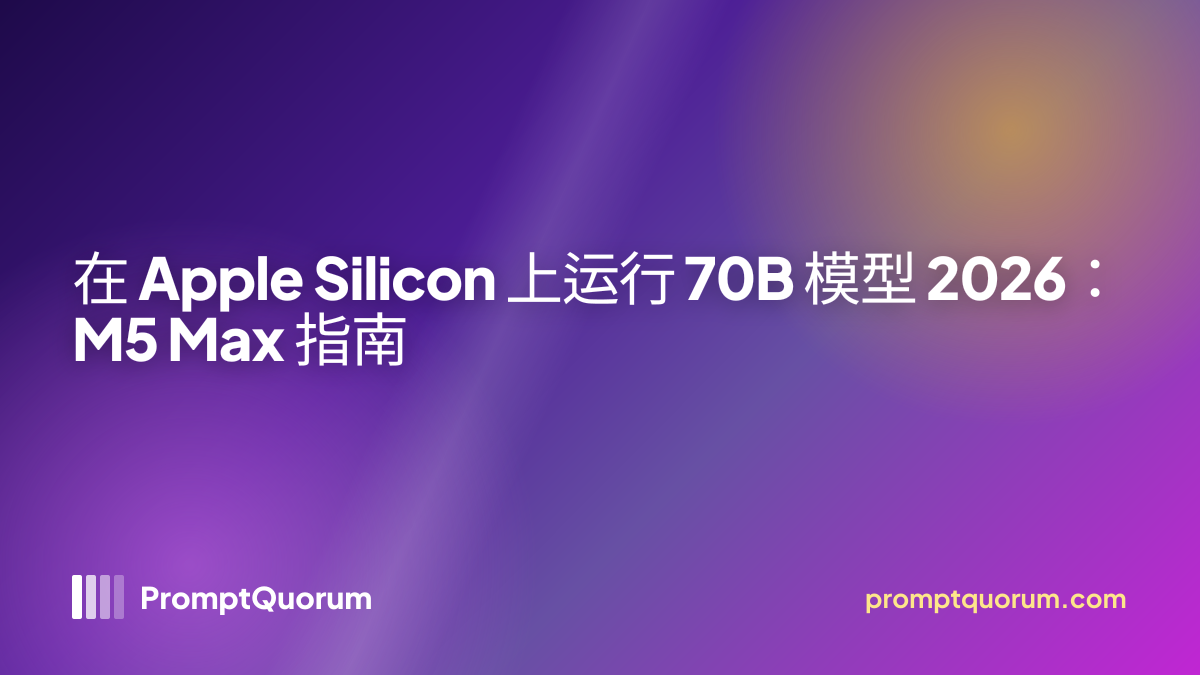 在 Apple Silicon 上运行 70B 模型 2026：
M5 Max 指南
PromptQuorum
promptquorum.com